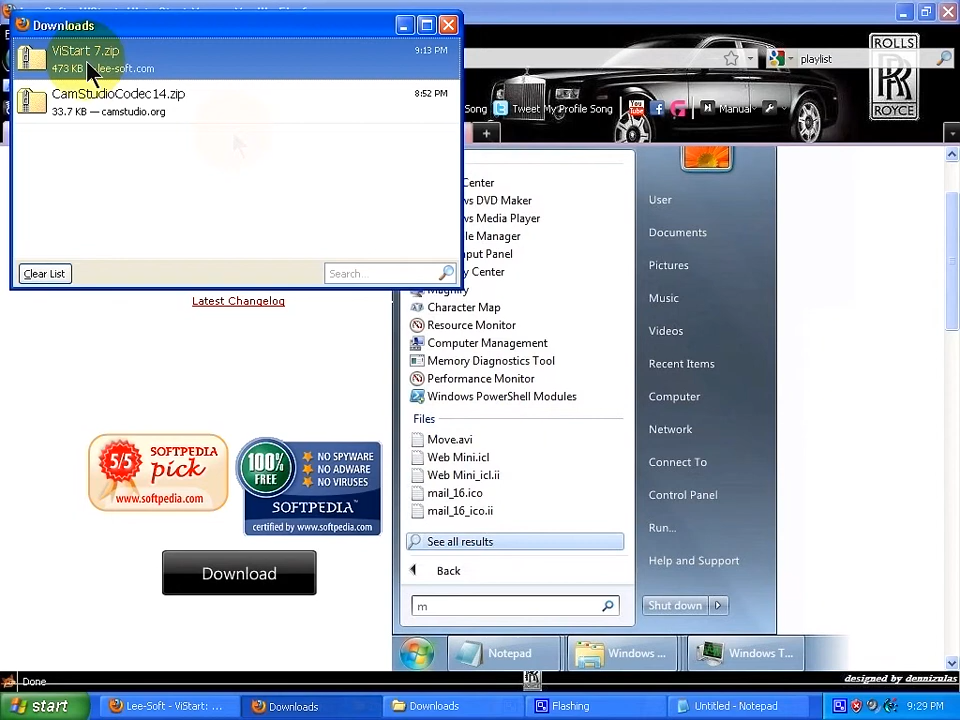 Downloads
ViStart 7.zip
9:13 PM
473 KB
lee-soft.com
CamStudioCodec14.zip
8:52 PM
33.7 KB — camstudio.org
Clear List
Search...
playlist
ROLLS
RR
ROYCE
Song
Tweet My Profile Song
You
Tube
Manual
Latest Changelog
5/5
SOFTPEDIA
pick
www.softpedia.com
100%
FREE
NO SPYWARE
NO ADWARE
NO VIRUSES
SOFTPEDIA
certified by www.softpedia.com
Download
Center
s DVD Maker
s Media Player
le Manager
put Panel
y Center
Magnify
Character Map
Resource Monitor
Computer Management
Memory Diagnostics Tool
Performance Monitor
Windows PowerShell Modules
Files
Move.avi
Web Mini.icl
Web Mini_icl.ii
mail_16.ico
mail_16_ico.ii
See all results
Back
m
User
Documents
Pictures
Music
Videos
Recent Items
Computer
Network
Connect To
Control Panel
Run...
Help and Support
Shut down
Notepad
Windows ...
Windows T...
Done
designed by dennizulas
start
Lee-Soft - ViStart: ...
Downloads
Downloads
Flashing
Untitled - Notepad
9:29 PM